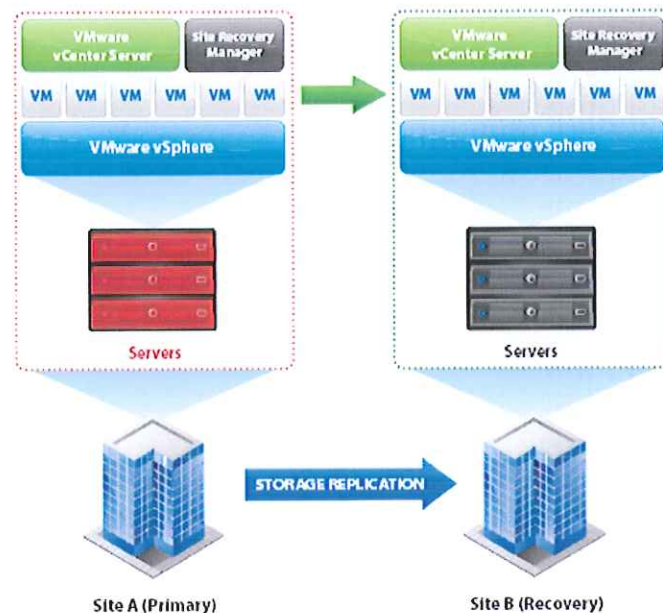 VMware
vCenter Server
Site Recovery
Manager
VM VM VM VM VM VM
VMware vSphere
Servers
Site A (Primary)
STORAGE REPLICATION
VMware
vCenter Server
Site Recovery
Manager
VM VM VM VM VM VM
VMware vSphere
Servers
Site B (Recovery)